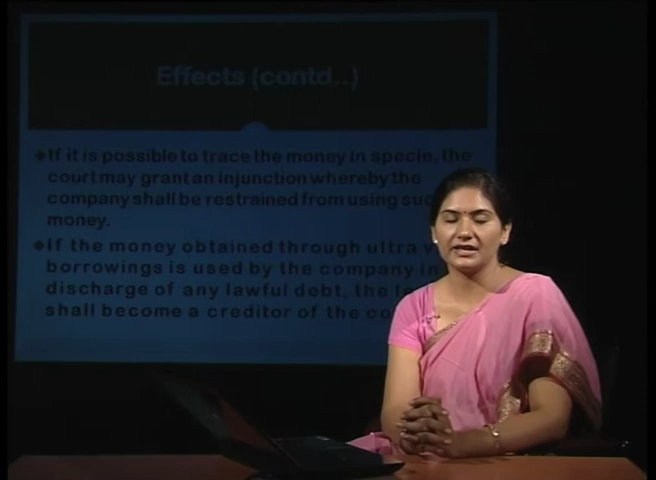 Effects (contd..)
If it is possible to trace the money in specie, the
court may grant an injunction whereby the
company shall be restrained from using
money.
If the money obtained through ultra
borrowings is used by the company in
discharge of any lawful debt, the
shall become a creditor of the